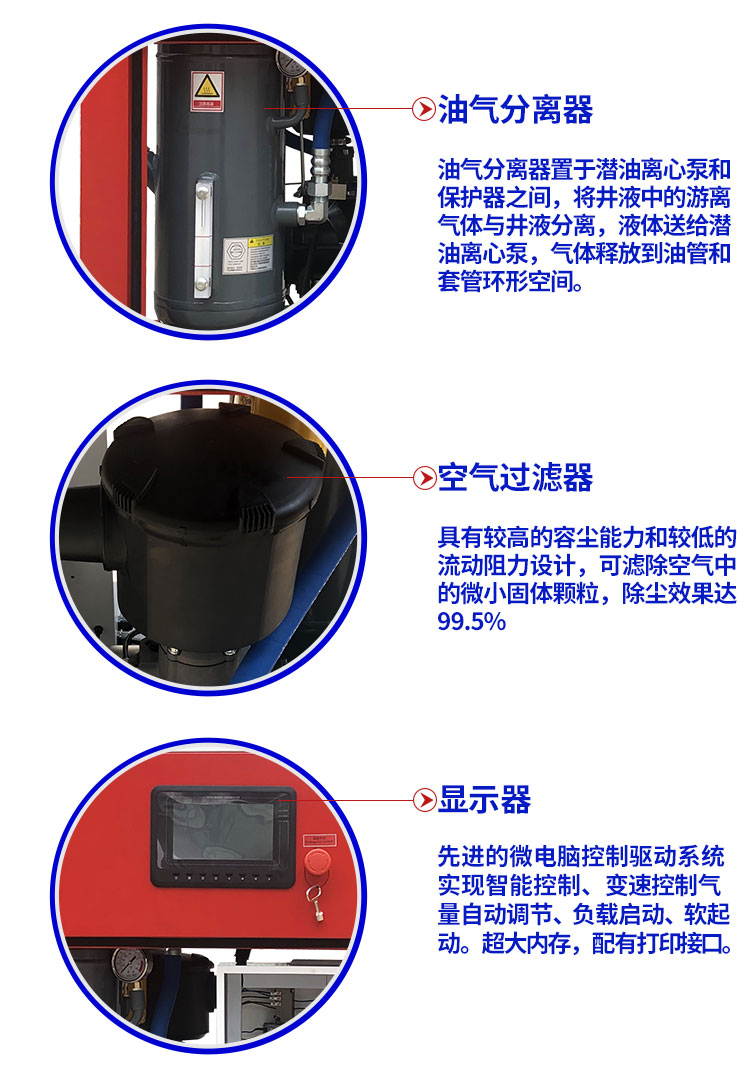 油气分离器
油气分离器置于潜油离心泵和
保护器之间，将井液中的游离
气体与井液分离，液体送给潜
油离心泵，气体释放到油管和
套管环形空间。
空气过滤器
具有较高的容尘能力和较低的
流动阻力设计，可滤除空气中
的微小固体颗粒，除尘效果达
99.5%
显示器
先进的微电脑控制驱动系统
实现智能控制、变速控制气
量自动调节、负载启动、软起
动。超大内存，配有打印接口。